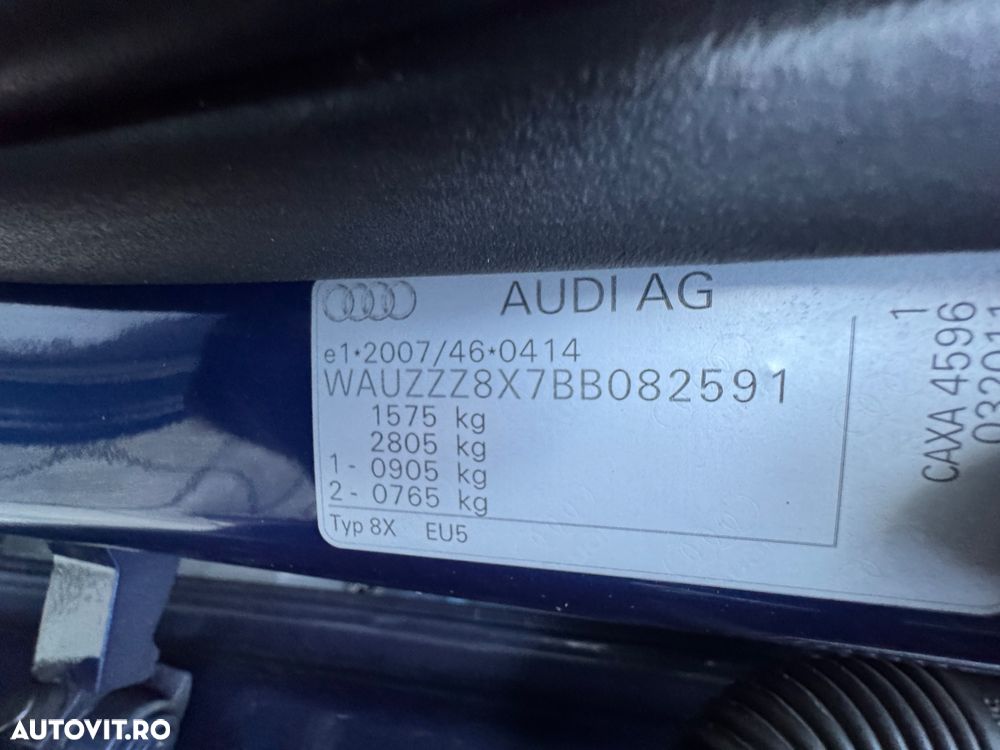 AUDI AG
e1*2007/46*0414
WAUZZZ8X7BB082591
1575 kg
2805 kg
1- 0905 kg
2- 0765 kg
Typ 8X EU5
1
CAXA 4596
032011
AUTOVIT.RO